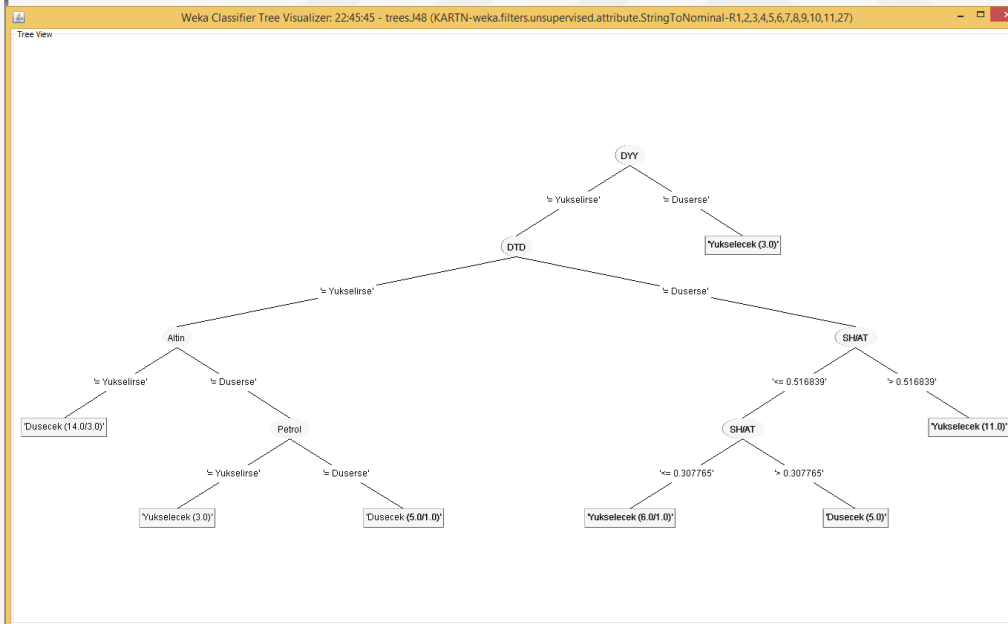 Weka Classifier Tree Visualizer: 22:45:45 - trees.J48 (KARTN-weka.filters.unsupervised.attribute.StringToNominal-R1,2,3,4,5,6,7,8,9,10,11,27)
Tree View
DYY
'= Yukselirse' '= Duserse'
DTD 'Yukselecek (3.0)'
'= Yukselirse' '= Duserse'
Altin SH/AT
'= Yukselirse' '= Duserse' '<= 0.516839' '> 0.516839'
'Dusecek (14.0/3.0)' Petrol SH/AT 'Yukselecek (11.0)'
'= Yukselirse' '= Duserse' '<= 0.307765' '> 0.307765'
'Yukselecek (3.0)' 'Dusecek (5.0/1.0)' 'Yukselecek (6.0/1.0)' 'Dusecek (5.0)'